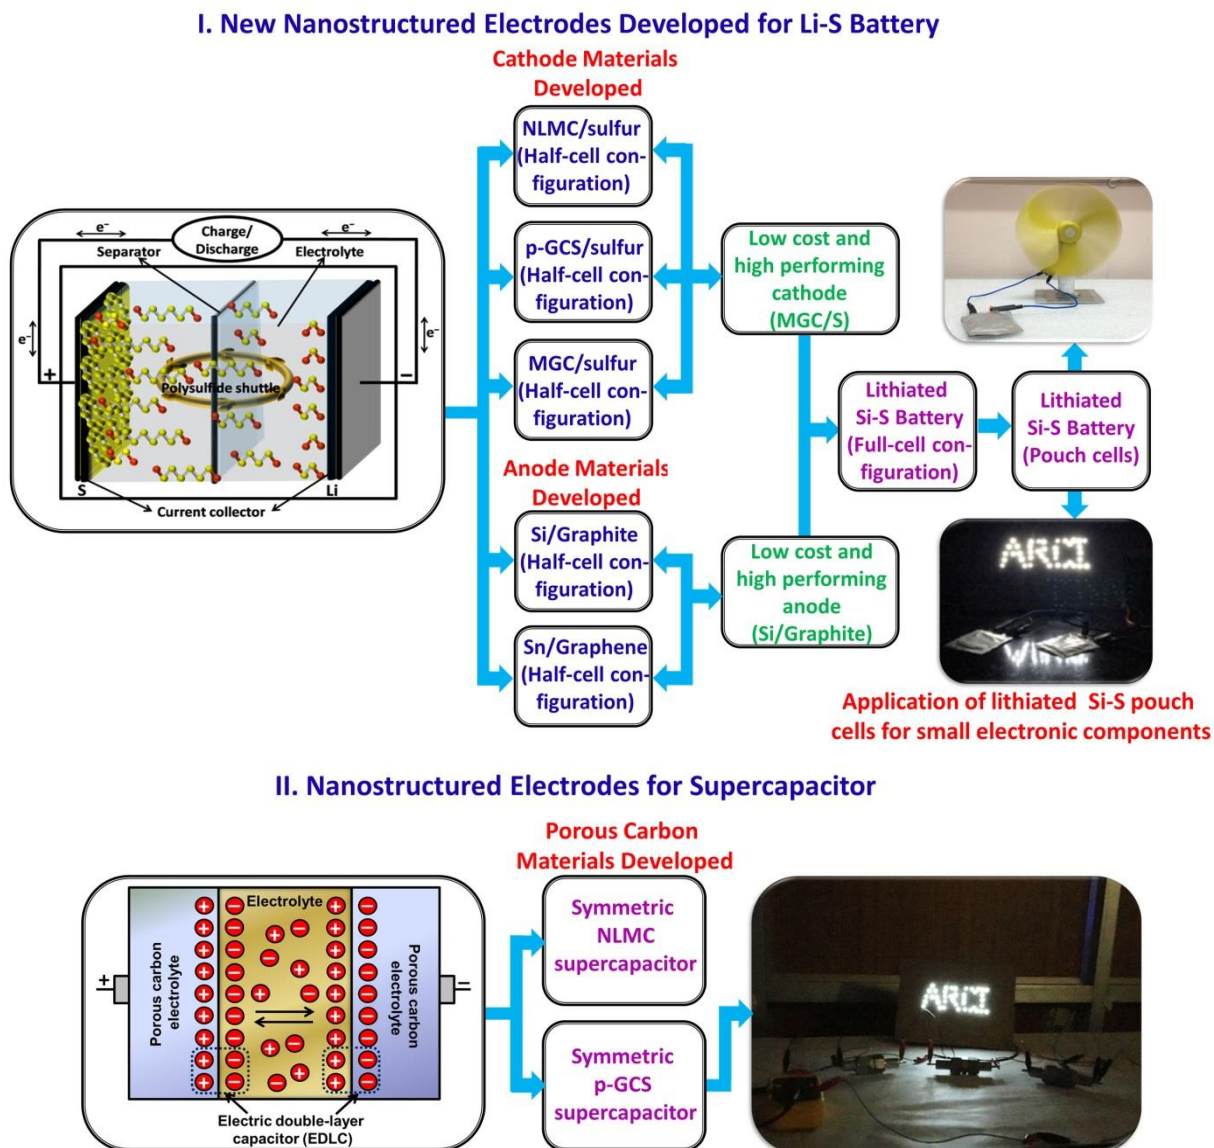 I. New Nanostructured Electrodes Developed for Li-S Battery
Cathode Materials
Developed
NLMC/sulfur
(Half-cell con-
figuration)
p-GCS/sulfur
(Half-cell con-
figuration)
MGC/sulfur
(Half-cell con-
figuration)
e⁻
Charge/
Discharge
e⁻
Separator
Electrolyte
e⁻
e⁻
+
−
Polysulfide shuttle
S
Li
Current collector
Anode Materials
Developed
Si/Graphite
(Half-cell con-
figuration)
Sn/Graphene
(Half-cell con-
figuration)
Low cost and
high performing
cathode
(MGC/S)
Low cost and
high performing
anode
(Si/Graphite)
Lithiated
Si-S Battery
(Full-cell con-
figuration)
Lithiated
Si-S Battery
(Pouch cells)
ARCI
Application of lithiated Si-S pouch
cells for small electronic components
II. Nanostructured Electrodes for Supercapacitor
Porous Carbon
Materials Developed
Electrolyte
+
Porous carbon
electrolyte
Porous carbon
electrolyte
−
Electric double-layer
capacitor (EDLC)
Symmetric
NLMC
supercapacitor
Symmetric
p-GCS
supercapacitor
ARCI